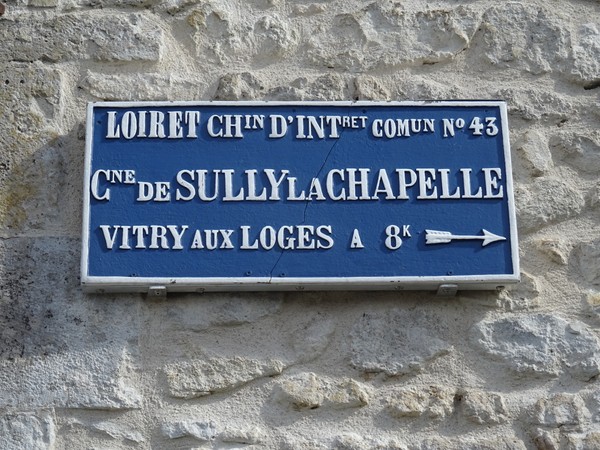 LOIRET CHIN D'INTRET COMUN No 43
CNE DE SULLY LA CHAPELLE
VITRY AUX LOGES A 8K